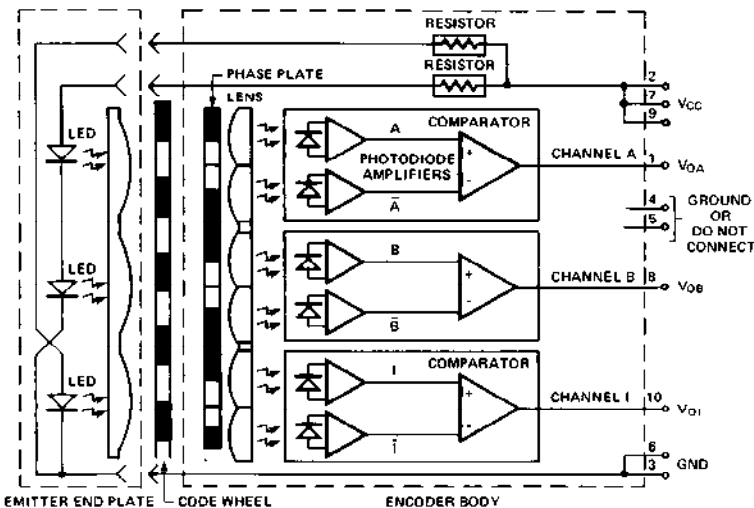 RESISTOR
RESISTOR
2
PHASE PLATE
7
VCC
LENS
9
LED
A
COMPARATOR
CHANNEL A
1
VOA
PHOTODIODE
AMPLIFIERS
Ā
4
GROUND
OR
DO NOT
CONNECT
5
+
-
LED
B
CHANNEL B
8
VOB
B̄
+
-
COMPARATOR
LED
I
CHANNEL I
10
VOI
Ī
+
-
6
3
GND
EMITTER END PLATE
CODE WHEEL
ENCODER BODY